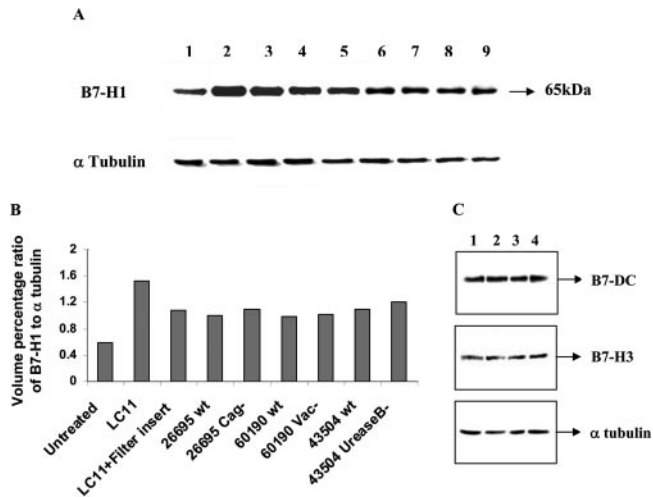 A
1 2 3 4 5 6 7 8 9
B7-H1
65kDa
α Tubulin
B
Volume percentage ratio
of B7-H1 to α tubulin
2
1.6
1.2
0.8
0.4
0
Untreated
LC11
LC11+Filter insert
26695 wt
26695 Cag-
60190 wt
60190 Vac-
43504 wt
43504 UreaseB-
C
1 2 3 4
B7-DC
B7-H3
α tubulin